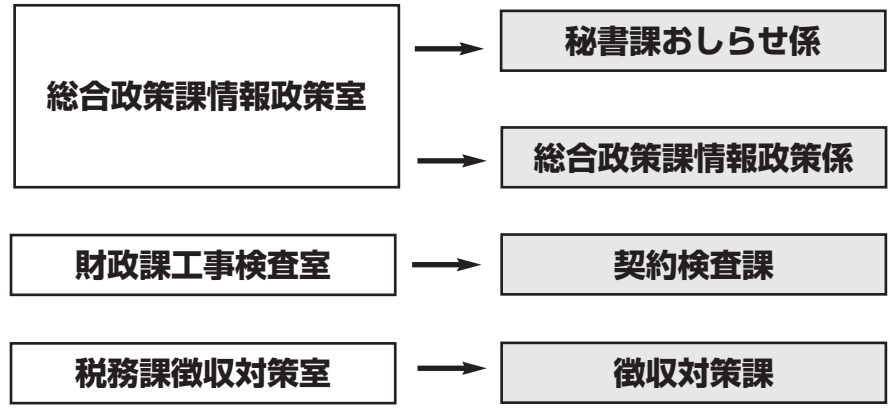 総合政策課情報政策室
秘書課おしらせ係
総合政策課情報政策係
財政課工事検査室
契約検査課
税務課徴収対策室
徴収対策課